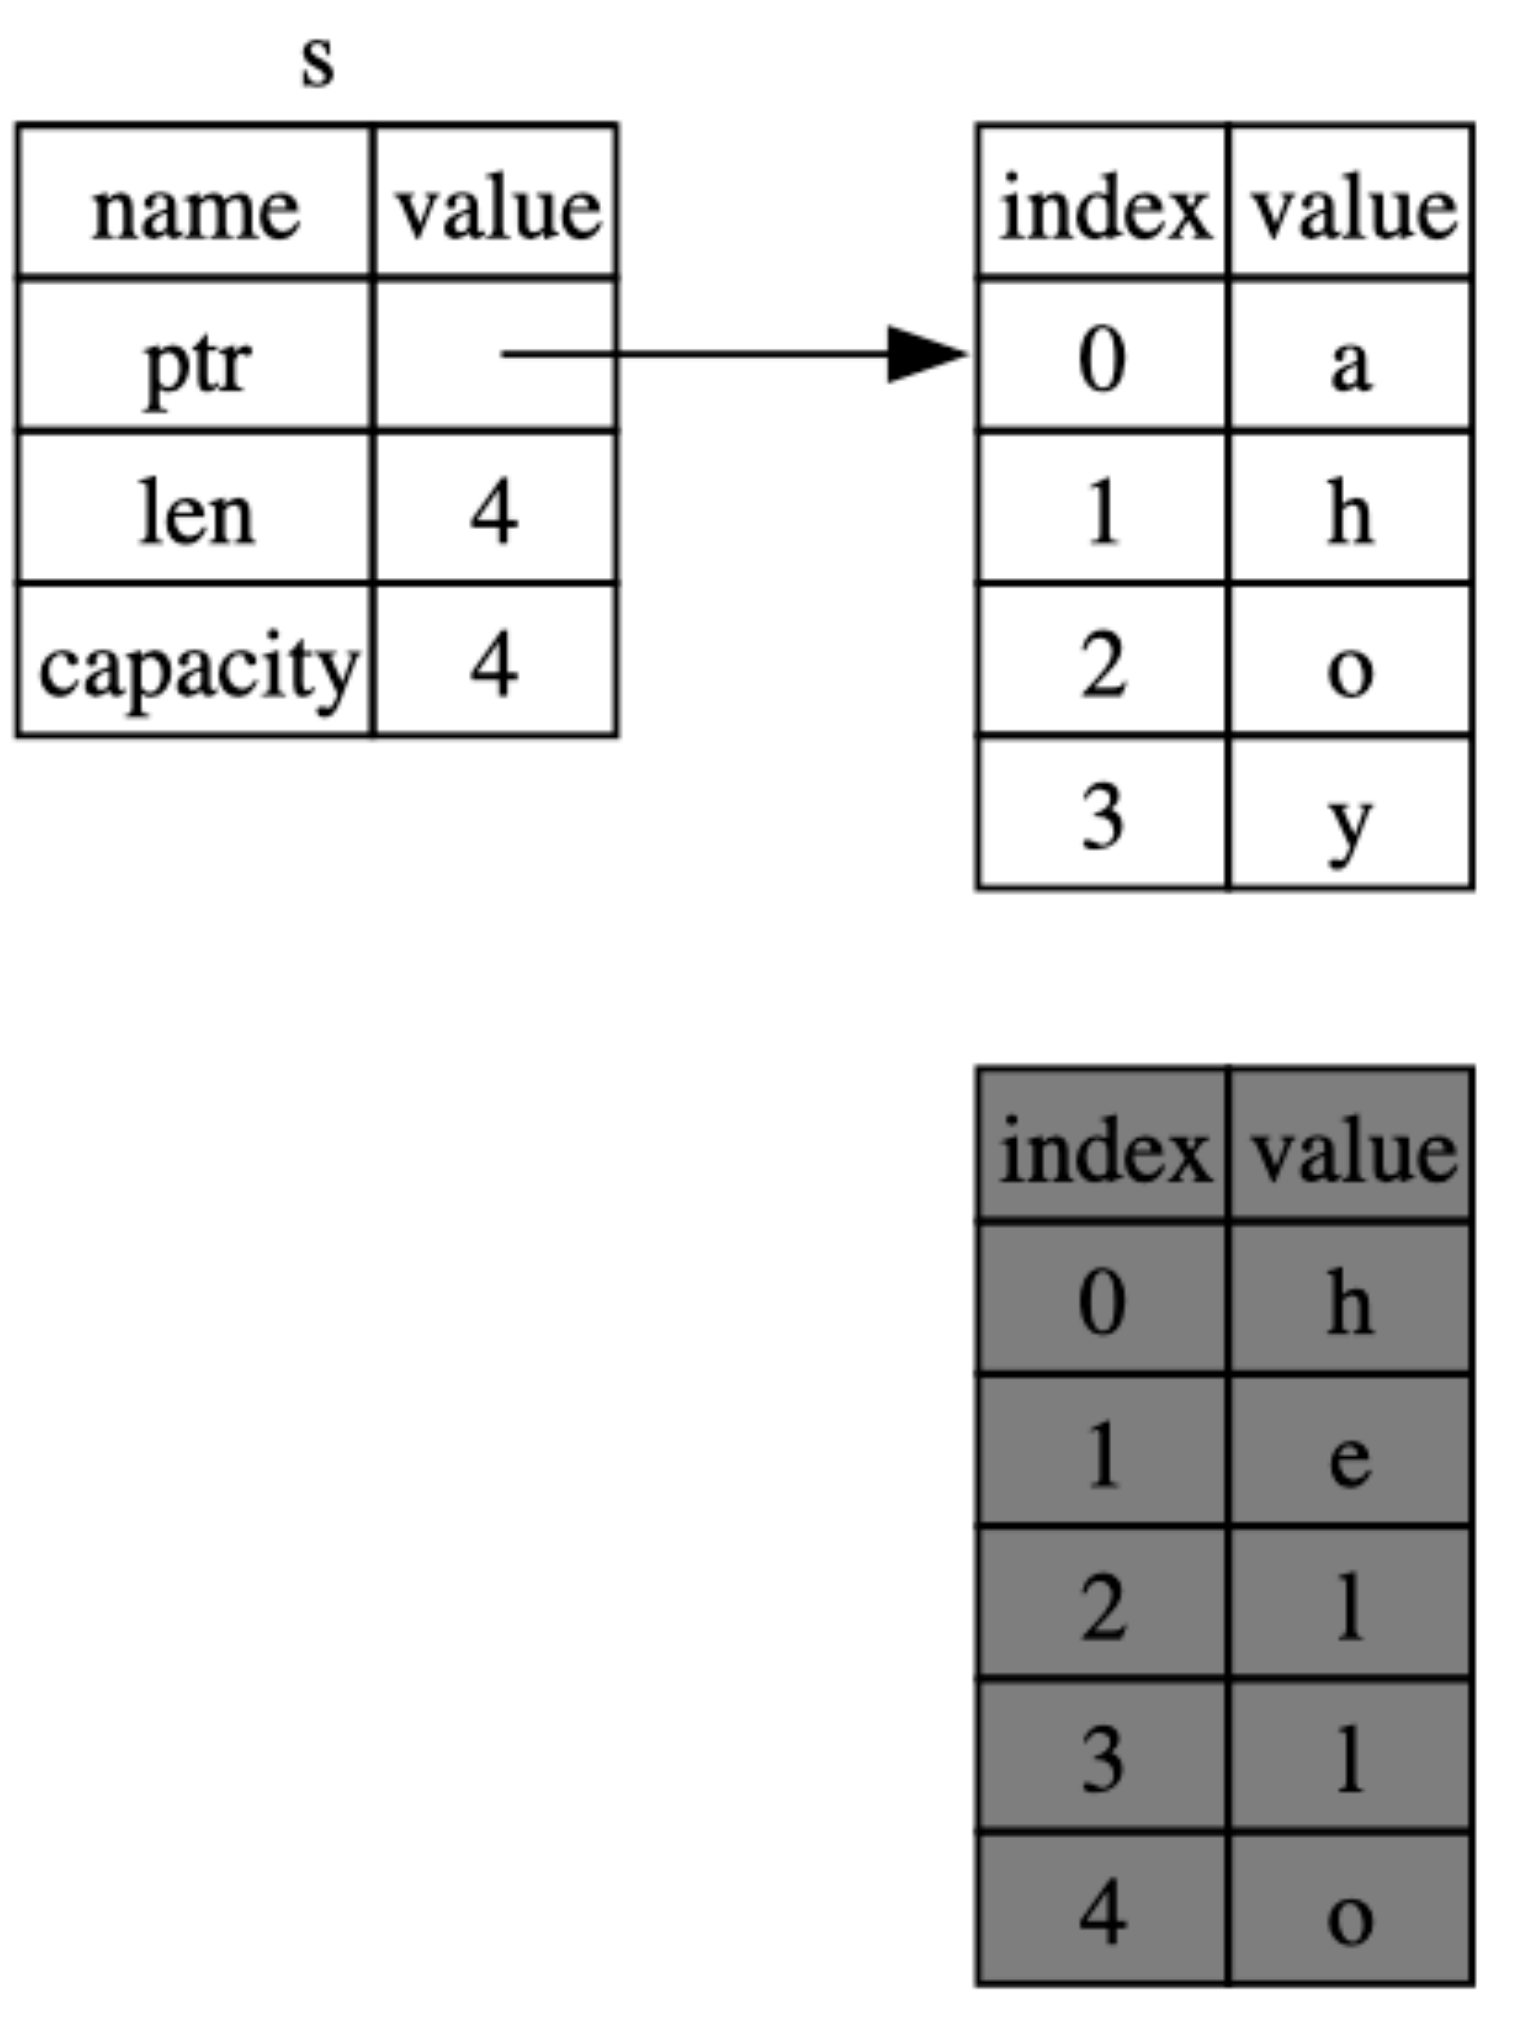 s
name value
ptr
len 4
capacity 4
index value
0 a
1 h
2 o
3 y
index value
0 h
1 e
2 l
3 l
4 o